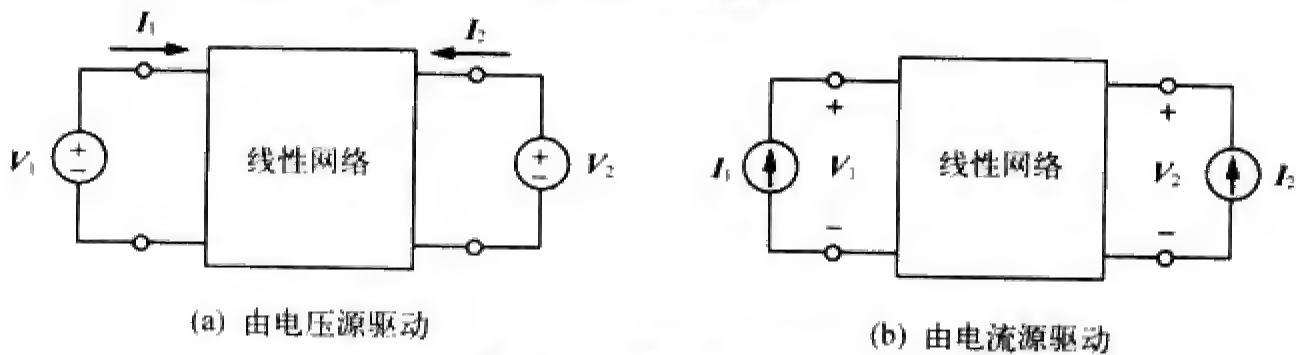 I₁ I₂
V₁ + − 线性网络 + − V₂
(a) 由电压源驱动
I₁ + V₁ − 线性网络 + V₂ − I₂
(b) 由电流源驱动